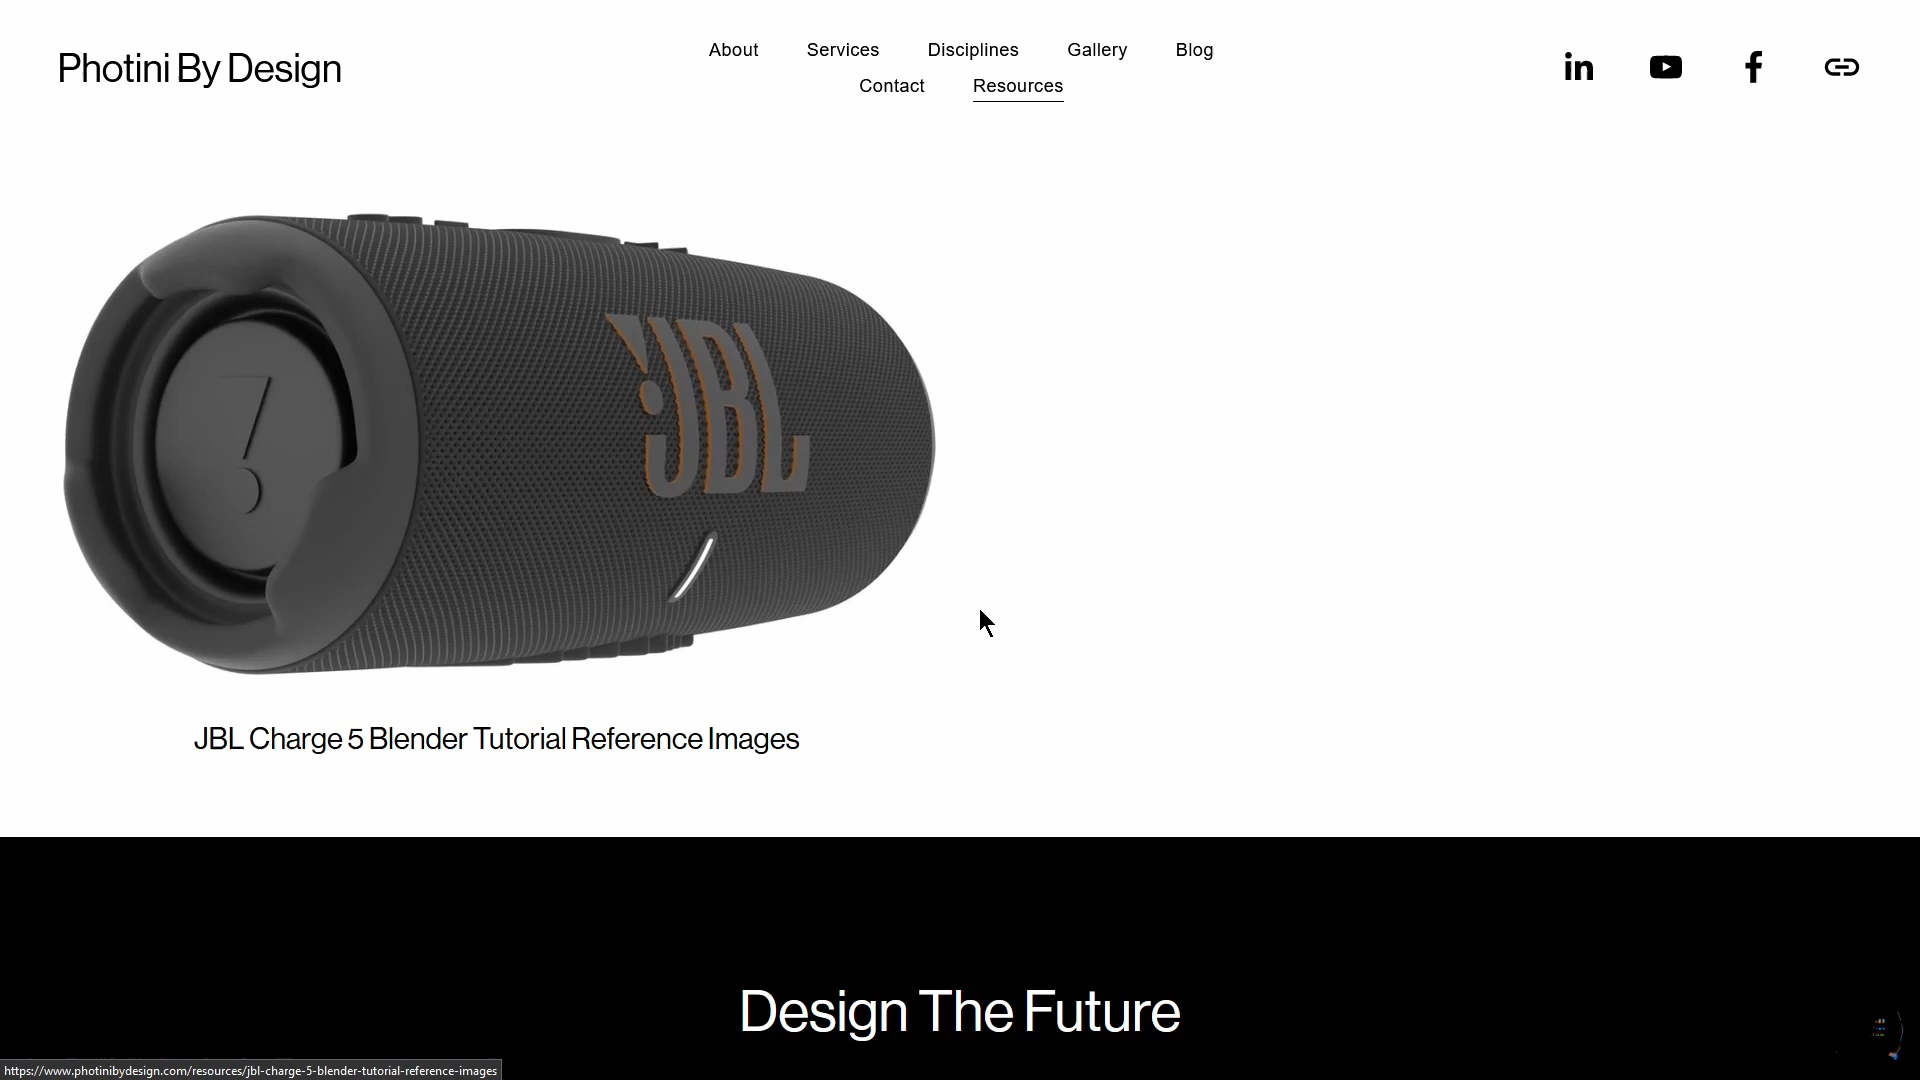 Photini By Design
About Services Disciplines Gallery Blog
Contact Resources
JBL
JBL Charge 5 Blender Tutorial Reference Images
Design The Future
https://www.photinibydesign.com/resources/jbl-charge-5-blender-tutorial-reference-images